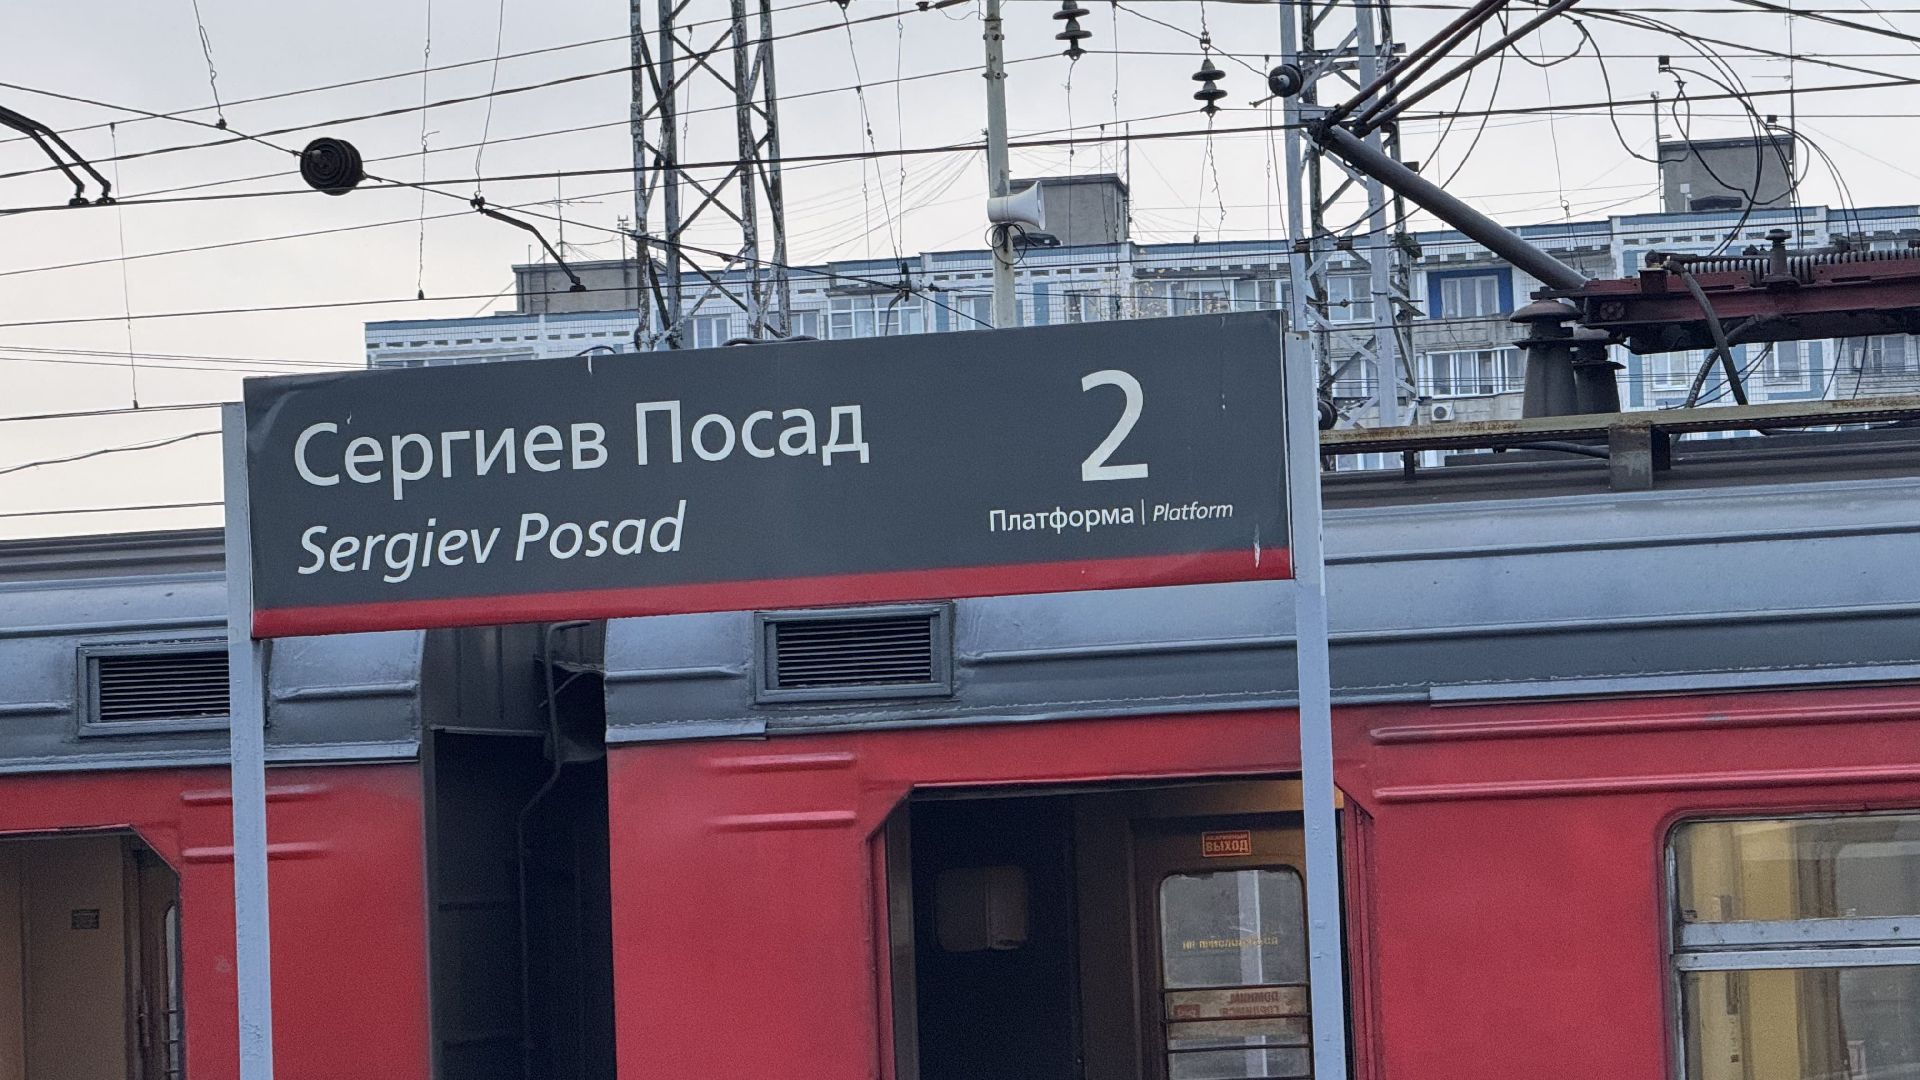 Сергиев Посад
Sergiev Posad
2
Платформа | Platform
ВЫХОД